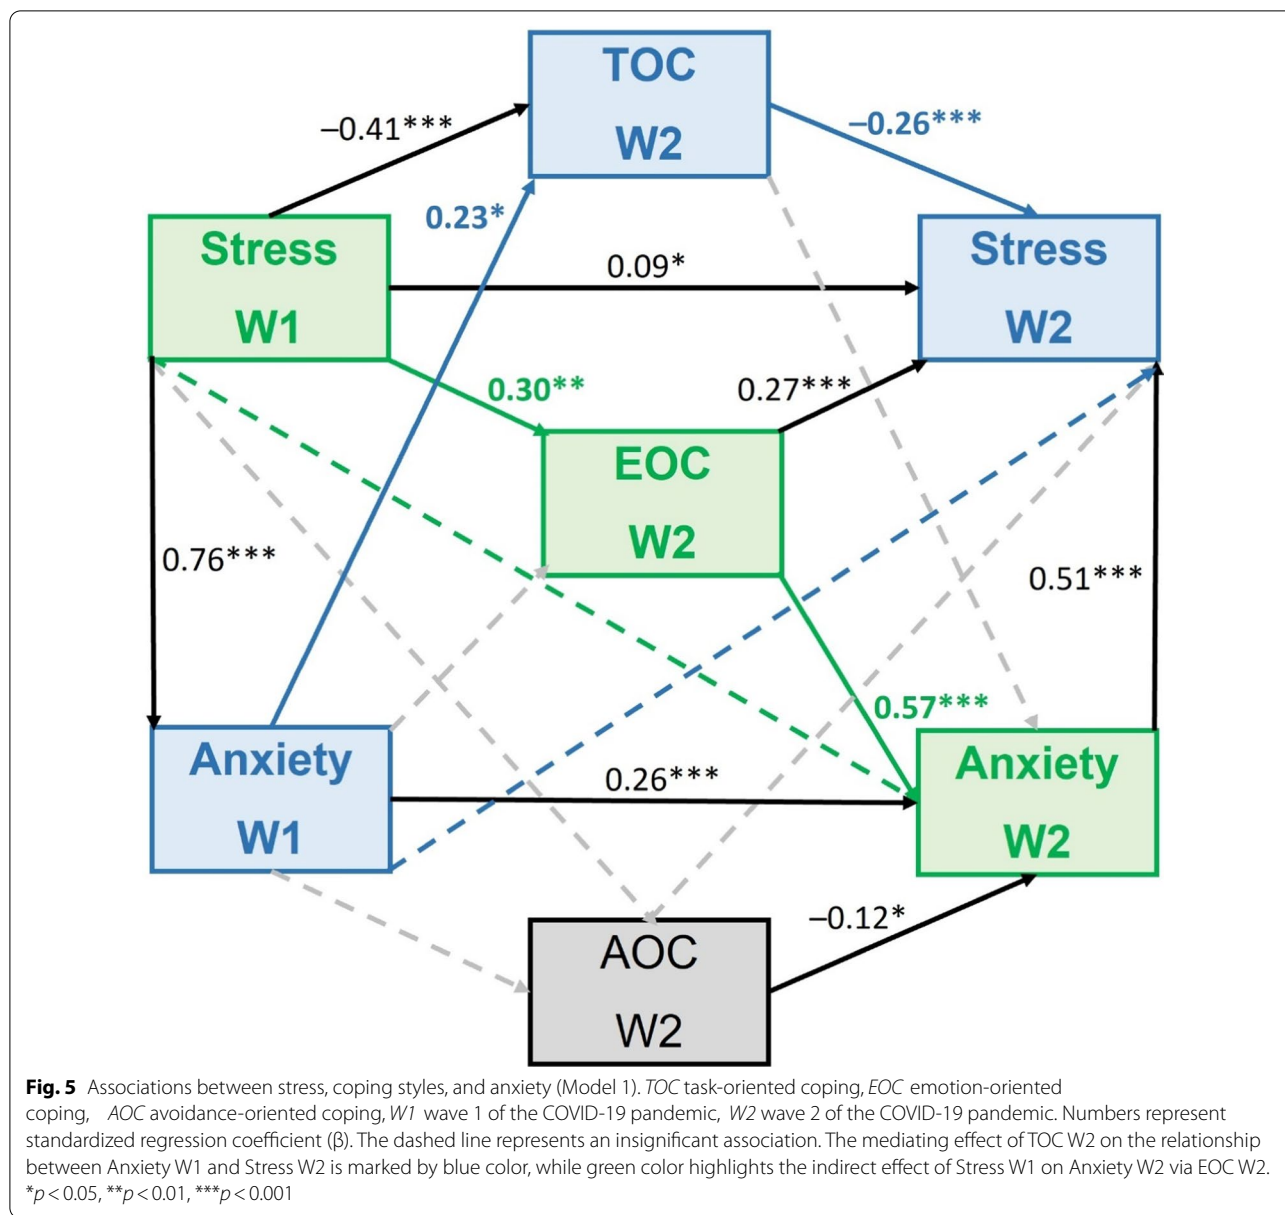 TOC
W2
–0.41***
–0.26***
0.23*
Stress
W1
0.09*
Stress
W2
0.30**
0.27***
EOC
W2
0.76***
0.51***
0.57***
Anxiety
W1
0.26***
Anxiety
W2
–0.12*
AOC
W2
Fig. 5 Associations between stress, coping styles, and anxiety (Model 1). TOC task-oriented coping, EOC emotion-oriented
coping, AOC avoidance-oriented coping, W1 wave 1 of the COVID-19 pandemic, W2 wave 2 of the COVID-19 pandemic. Numbers represent
standardized regression coefficient (β). The dashed line represents an insignificant association. The mediating effect of TOC W2 on the relationship
between Anxiety W1 and Stress W2 is marked by blue color, while green color highlights the indirect effect of Stress W1 on Anxiety W2 via EOC W2.
*p < 0.05, **p < 0.01, ***p < 0.001